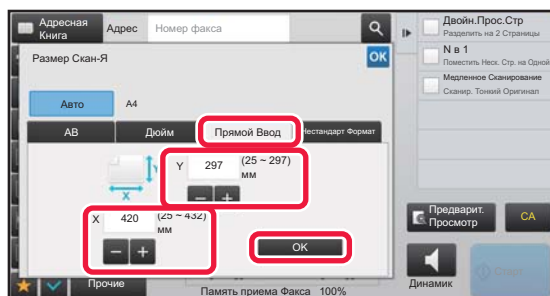 Адресная
Книга
Адрес
Номер факса
Размер Скан-Я
OK
Авто
A4
AB
Дюйм
Прямой Ввод
Нестандарт Формат
Y
Y
297
(25 ~ 297)
мм
X
X
420
(25 ~ 432)
мм
OK
Прочие
Память приема Факса 100%
Двойн.Прос.Стр
Разделить на 2 Страницы
N в 1
Поместить Неск. Стр. на Одной
Медленное Сканирование
Сканир. Тонкий Оригинал
Предварит.
Просмотр
CA
Динамик
Старт